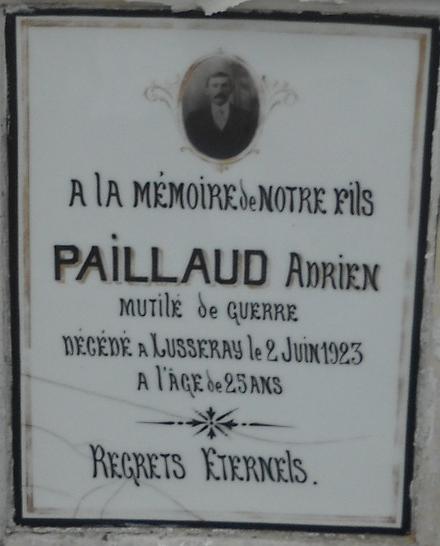 A LA MÉMOIRE de NOTRE FILS
PAILLAUD ADRIEN
MUTILÉ de GUERRE
DÉCÉDÉ A LUSSERAY le 2 JUIN 1923
A L'ÂGE de 25 ANS
REGRETS ETERNELS.